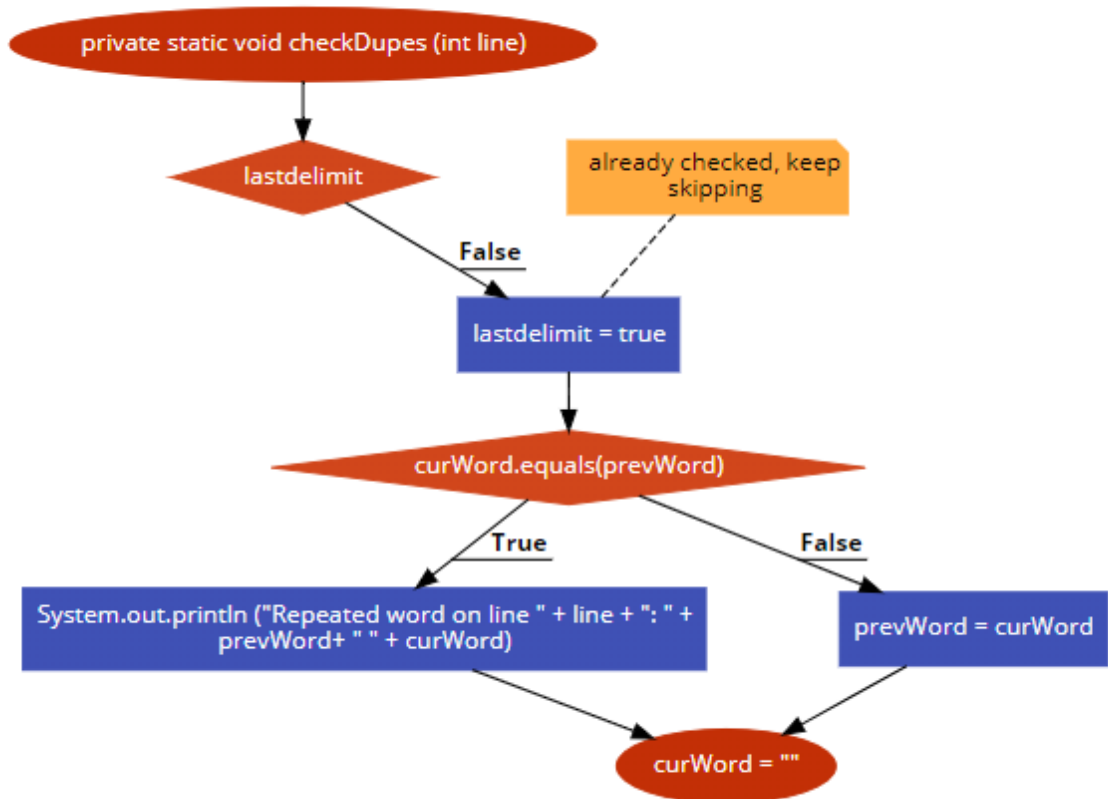 private static void checkDupes (int line)
lastdelimit
already checked, keep
skipping
False
lastdelimit = true
curWord.equals(prevWord)
True
False
System.out.println ("Repeated word on line " + line + ": " +
prevWord+ " " + curWord)
prevWord = curWord
curWord = ""